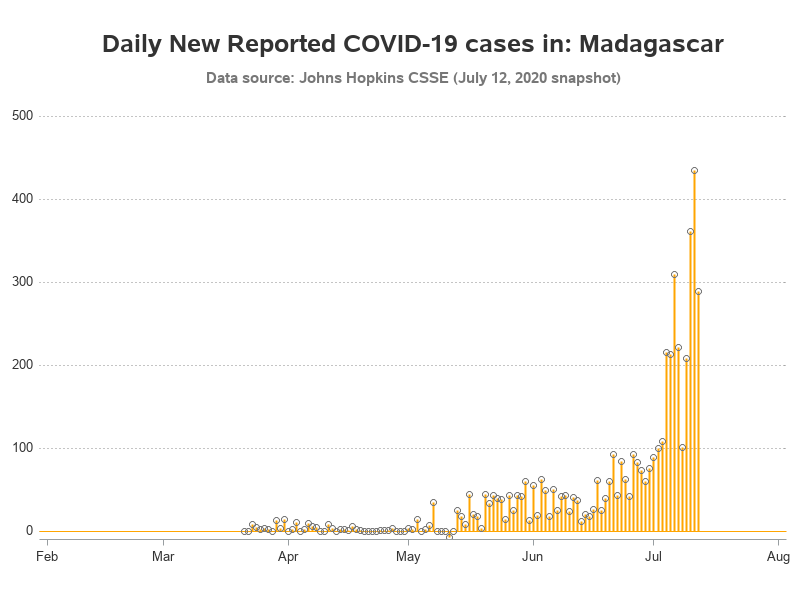 Daily New Reported COVID-19 cases in: Madagascar
Data source: Johns Hopkins CSSE (July 12, 2020 snapshot)
500
400
300
200
100
0
Feb Mar Apr May Jun Jul Aug